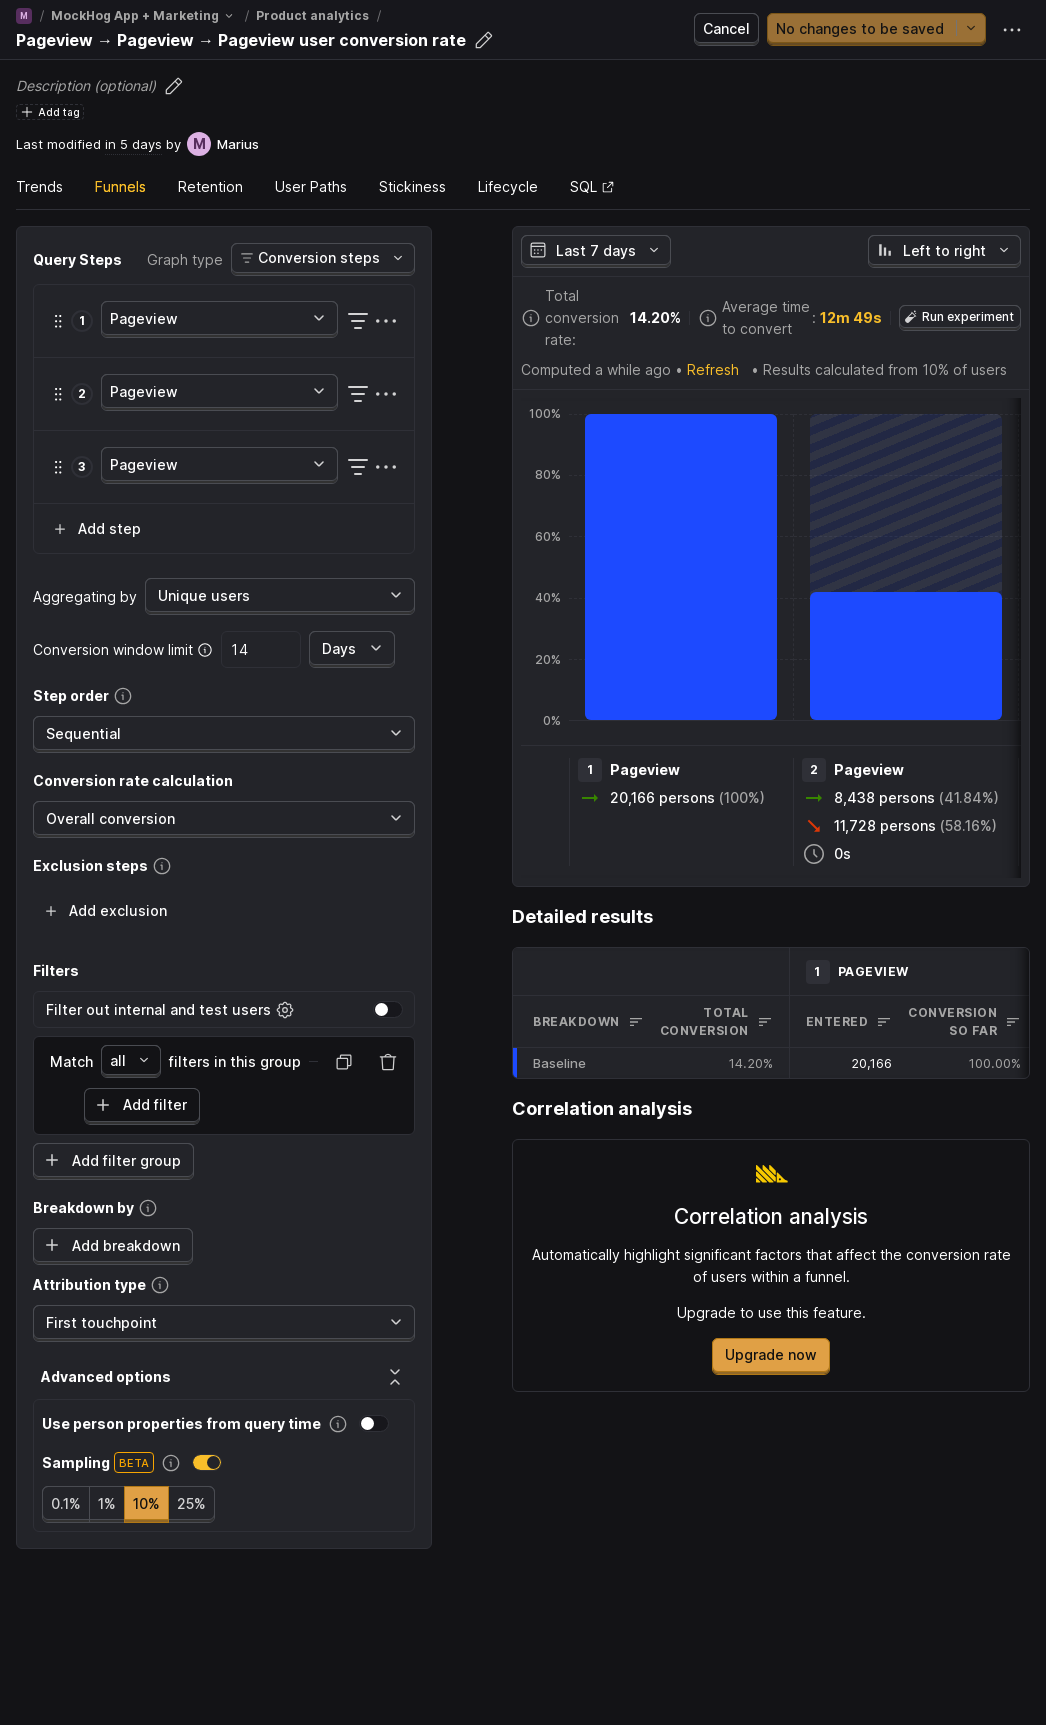 M / MockHog App + Marketing / Product analytics /
Pageview → Pageview → Pageview user conversion rate
Cancel
No changes to be saved
Description (optional)
Add tag
Last modified in 5 days by M Marius
Trends Funnels Retention User Paths Stickiness Lifecycle SQL
Query Steps
Graph type
Conversion steps
1 Pageview
2 Pageview
3 Pageview
Add step
Aggregating by Unique users
Conversion window limit 14 Days
Step order
Sequential
Conversion rate calculation
Overall conversion
Exclusion steps
Add exclusion
Filters
Filter out internal and test users
Match all filters in this group
Add filter
Add filter group
Breakdown by
Add breakdown
Attribution type
First touchpoint
Advanced options
Use person properties from query time
Sampling BETA
0.1% 1% 10% 25%
Last 7 days
Left to right
Total conversion rate: 14.20%
Average time to convert : 12m 49s
Run experiment
Computed a while ago • Refresh • Results calculated from 10% of users
100%
80%
60%
40%
20%
0%
1 Pageview
20,166 persons (100%)
2 Pageview
8,438 persons (41.84%)
11,728 persons (58.16%)
0s
Detailed results
1 PAGEVIEW
BREAKDOWN TOTAL CONVERSION ENTERED CONVERSION SO FAR
Baseline 14.20% 20,166 100.00%
Correlation analysis
Correlation analysis
Automatically highlight significant factors that affect the conversion rate
of users within a funnel.
Upgrade to use this feature.
Upgrade now